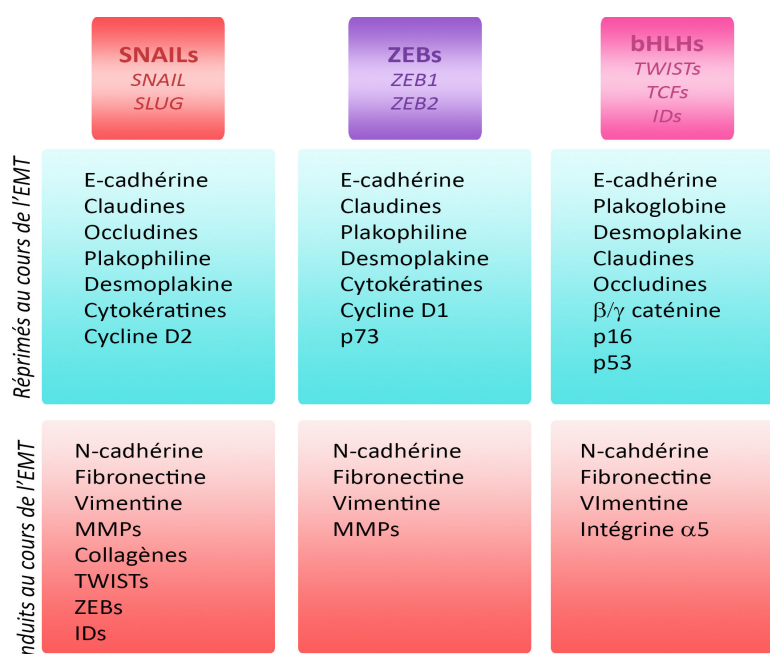 SNAILs
SNAIL
SLUG
ZEBs
ZEB1
ZEB2
bHLHs
TWISTs
TCFs
IDs
Réprimés au cours de l’EMT
E-cadhérine
Claudines
Occludines
Plakophiline
Desmoplakine
Cytokératines
Cycline D2
E-cadhérine
Claudines
Plakophiline
Desmoplakine
Cytokératines
Cycline D1
p73
E-cadhérine
Plakoglobine
Desmoplakine
Claudines
Occludines
β/γ caténine
p16
p53
nduits au cours de l’EMT
N-cadhérine
Fibronectine
Vimentine
MMPs
Collagènes
TWISTs
ZEBs
IDs
N-cadhérine
Fibronectine
Vimentine
MMPs
N-cahdérine
Fibronectine
VImentine
Intégrine α5